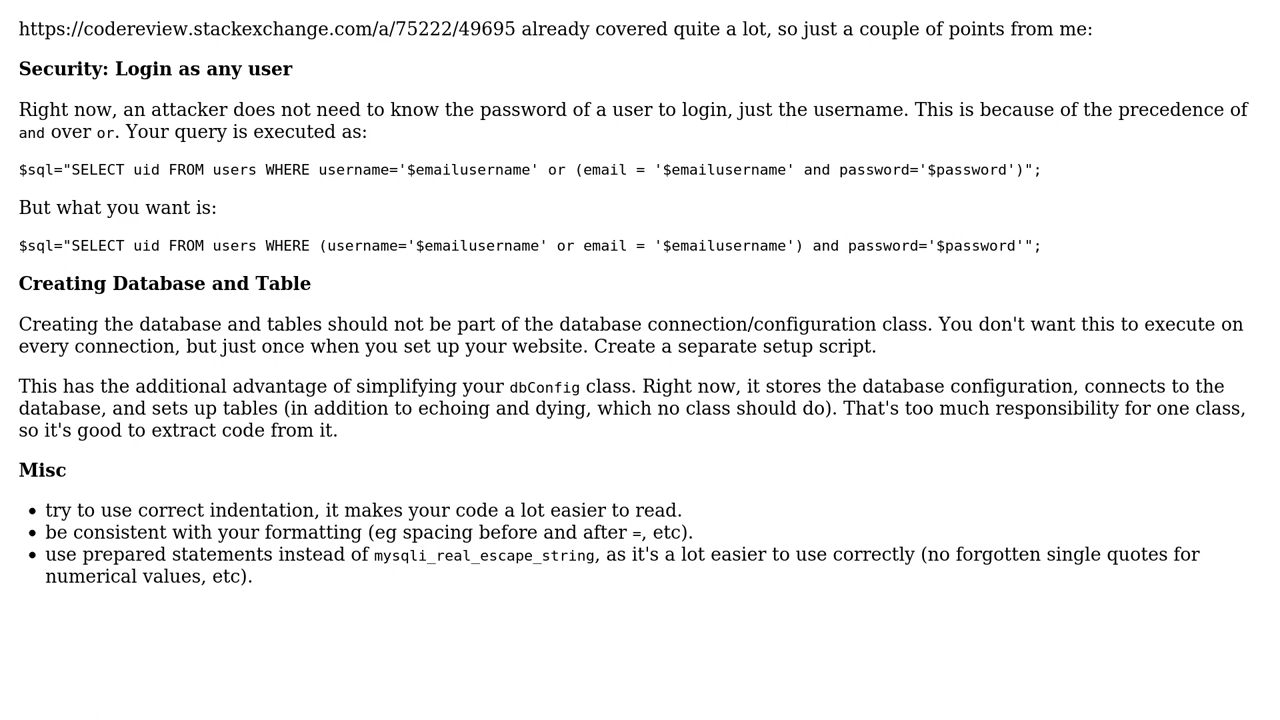 https://codereview.stackexchange.com/a/75222/49695 already covered quite a lot, so just a couple of points from me:
Security: Login as any user
Right now, an attacker does not need to know the password of a user to login, just the username. This is because of the precedence of
and over or. Your query is executed as:
$sql="SELECT uid FROM users WHERE username='$emailusername' or (email = '$emailusername' and password='$password')";
But what you want is:
$sql="SELECT uid FROM users WHERE (username='$emailusername' or email = '$emailusername') and password='$password'";
Creating Database and Table
Creating the database and tables should not be part of the database connection/configuration class. You don't want this to execute on
every connection, but just once when you set up your website. Create a separate setup script.
This has the additional advantage of simplifying your dbConfig class. Right now, it stores the database configuration, connects to the
database, and sets up tables (in addition to echoing and dying, which no class should do). That's too much responsibility for one class,
so it's good to extract code from it.
Misc
• try to use correct indentation, it makes your code a lot easier to read.
• be consistent with your formatting (eg spacing before and after =, etc).
• use prepared statements instead of mysqli_real_escape_string, as it's a lot easier to use correctly (no forgotten single quotes for
numerical values, etc).